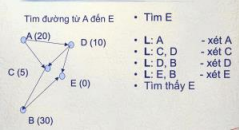 Tìm đường từ A đến E
A (20)
D (10)
C (5)
E (0)
B (30)
• Tìm E
• L: A - xét A
• L: C, D - xét C
• L: D, B - xét D
• L: E, B - xét E
• Tìm thấy E